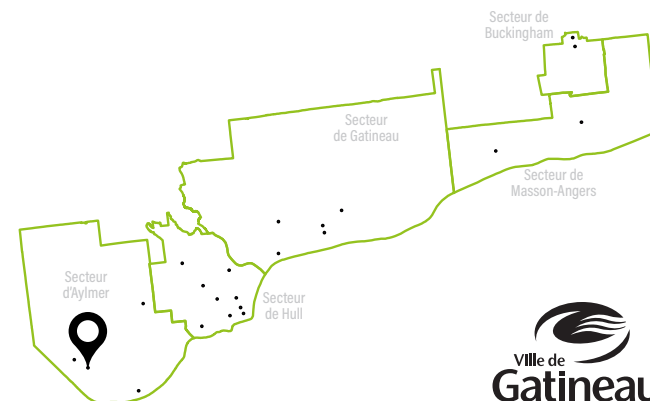 Secteur de
Buckingham
Secteur
de Gatineau
Secteur de
Masson-Angers
Secteur
d'Aylmer
Secteur
de Hull
Ville de
Gatineau